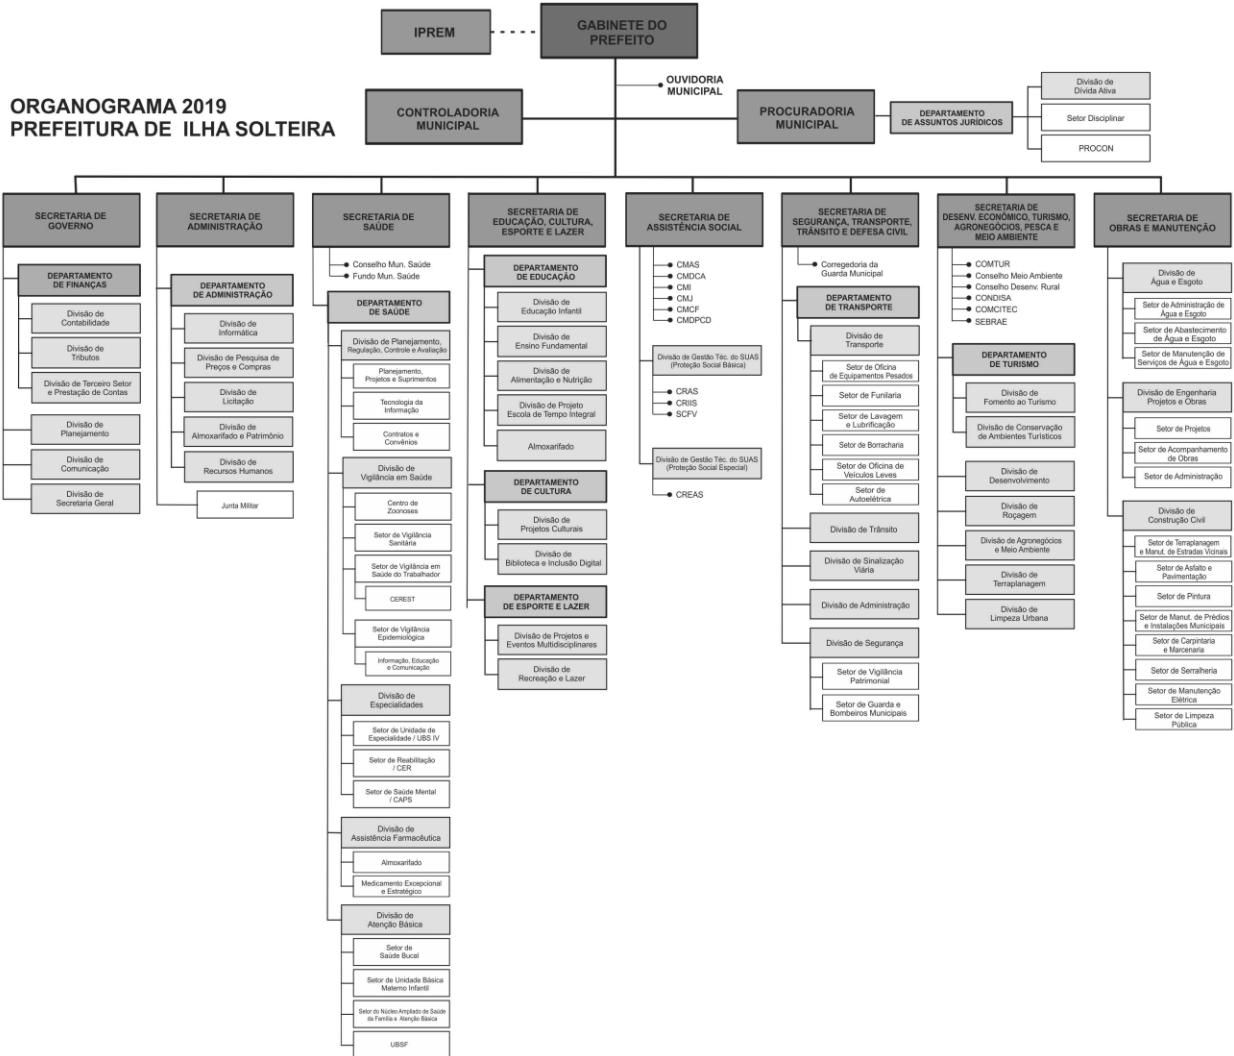 IPREM
GABINETE DO
PREFEITO
OUVIDORIA
MUNICIPAL
ORGANOGRAMA 2019
PREFEITURA DE ILHA SOLTEIRA
CONTROLADORIA
MUNICIPAL
PROCURADORIA
MUNICIPAL
DEPARTAMENTO
DE ASSUNTOS JURÍDICOS
Divisão de
Dívida Ativa
Setor Disciplinar
PROCON
SECRETARIA DE
GOVERNO
DEPARTAMENTO
DE FINANÇAS
Divisão de
Contabilidade
Divisão de
Tributos
Divisão de Terceiro Setor
e Prestação de Contas
Divisão de
Planejamento
Divisão de
Comunicação
Divisão de
Secretaria Geral
SECRETARIA DE
ADMINISTRAÇÃO
DEPARTAMENTO
DE ADMINISTRAÇÃO
Divisão de
Informática
Divisão de Pesquisa de
Preços e Compras
Divisão de
Licitação
Divisão de
Almoxarifado e Patrimônio
Divisão de
Recursos Humanos
Junta Militar
SECRETARIA DE
SAÚDE
Conselho Mun. Saúde
Fundo Mun. Saúde
DEPARTAMENTO
DE SAÚDE
Divisão de Planejamento,
Regulação, Controle e Avaliação
Planejamento,
Projetos e Suprimentos
Tecnologia da
Informação
Contratos e
Convênios
Divisão de
Vigilância em Saúde
Centro de
Zoonoses
Setor de Vigilância
Sanitária
Setor de Vigilância em
Saúde do Trabalhador
CEREST
Setor de Vigilância
Epidemiológica
Informação, Educação
e Comunicação
Divisão de
Especialidades
Setor de Unidade de
Especialidade / UBS IV
Setor de Reabilitação
/ CER
Setor de Saúde Mental
/ CAPS
Divisão de
Assistência Farmacêutica
Almoxarifado
Medicamento Excepcional
e Estratégico
Divisão de
Atenção Básica
Setor de
Saúde Bucal
Setor de Unidade Básica
Materno Infantil
Setor do Núcleo Ampliado de Saúde
da Família e Atenção Básica
UBSF
SECRETARIA DE
EDUCAÇÃO, CULTURA,
ESPORTE E LAZER
DEPARTAMENTO
DE EDUCAÇÃO
Divisão de
Educação Infantil
Divisão de
Ensino Fundamental
Divisão de
Alimentação e Nutrição
Divisão de Projeto
Escola de Tempo Integral
Almoxarifado
DEPARTAMENTO
DE CULTURA
Divisão de
Projetos Culturais
Divisão de
Biblioteca e Inclusão Digital
DEPARTAMENTO
DE ESPORTE E LAZER
Divisão de Projetos e
Eventos Multidisciplinares
Divisão de
Recreação e Lazer
SECRETARIA DE
ASSISTÊNCIA SOCIAL
CMAS
CMDCA
CMI
CMJ
CMCF
CMDPCD
Divisão de Gestão Téc. do SUAS
(Proteção Social Básica)
CRAS
CRIIS
SCFV
Divisão de Gestão Téc. do SUAS
(Proteção Social Especial)
CREAS
SECRETARIA DE
SEGURANÇA, TRANSPORTE,
TRÂNSITO E DEFESA CIVIL
Corregedoria da
Guarda Municipal
DEPARTAMENTO
DE TRANSPORTE
Divisão de
Transporte
Setor de Oficina
de Equipamentos Pesados
Setor de Funilaria
Setor de Lavagem
e Lubrificação
Setor de Borracharia
Setor de Oficina de
Veículos Leves
Setor de
Autoelétrica
Divisão de Trânsito
Divisão de Sinalização
Viária
Divisão de Administração
Divisão de Segurança
Setor de Vigilância
Patrimonial
Setor de Guarda e
Bombeiros Municipais
SECRETARIA DE
DESENV. ECONÔMICO, TURISMO,
AGRONEGÓCIOS, PESCA E
MEIO AMBIENTE
COMTUR
Conselho Meio Ambiente
Conselho Desenv. Rural
CONDISA
COMCITEC
SEBRAE
DEPARTAMENTO
DE TURISMO
Divisão de
Fomento ao Turismo
Divisão de Conservação
de Ambientes Turísticos
Divisão de
Desenvolvimento
Divisão de
Roçagem
Divisão de Agronegócios
e Meio Ambiente
Divisão de
Terraplanagem
Divisão de
Limpeza Urbana
SECRETARIA DE
OBRAS E MANUTENÇÃO
Divisão de
Água e Esgoto
Setor de Administração de
Água e Esgoto
Setor de Abastecimento
de Água e Esgoto
Setor de Manutenção de
Serviços de Água e Esgoto
Divisão de Engenharia
Projetos e Obras
Setor de Projetos
Setor de Acompanhamento
de Obras
Setor de Administração
Divisão de
Construção Civil
Setor de Terraplanagem
e Manut. de Estradas Vicinais
Setor de Asfalto e
Pavimentação
Setor de Pintura
Setor de Manut. de Prédios
e Instalações Municipais
Setor de Carpintaria
e Marcenaria
Setor de Serralheria
Setor de Manutenção
Elétrica
Setor de Limpeza
Pública